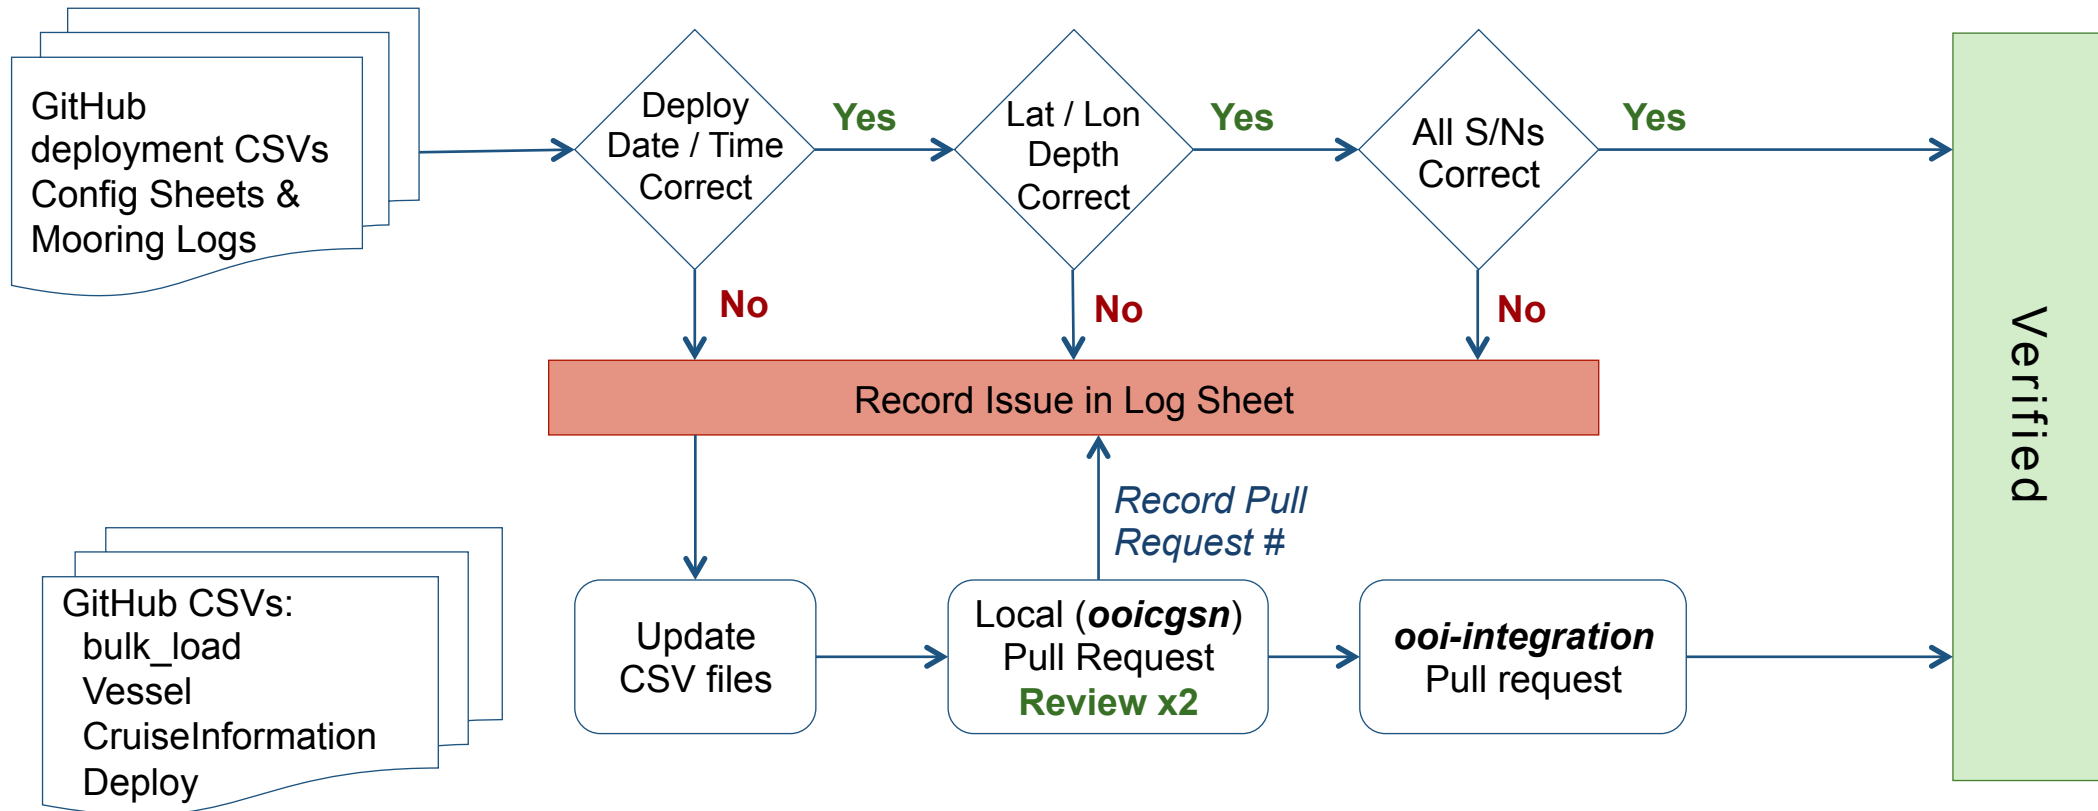 GitHub
deployment CSVs
Config Sheets &
Mooring Logs
Deploy
Date / Time
Correct
Yes
Lat / Lon
Depth
Correct
Yes
All S/Ns
Correct
Yes
No
No
No
Record Issue in Log Sheet
Verified
Record Pull
Request #
GitHub CSVs:
bulk_load
Vessel
CruiseInformation
Deploy
Update
CSV files
Local (ooicgsn)
Pull Request
Review x2
ooi-integration
Pull request